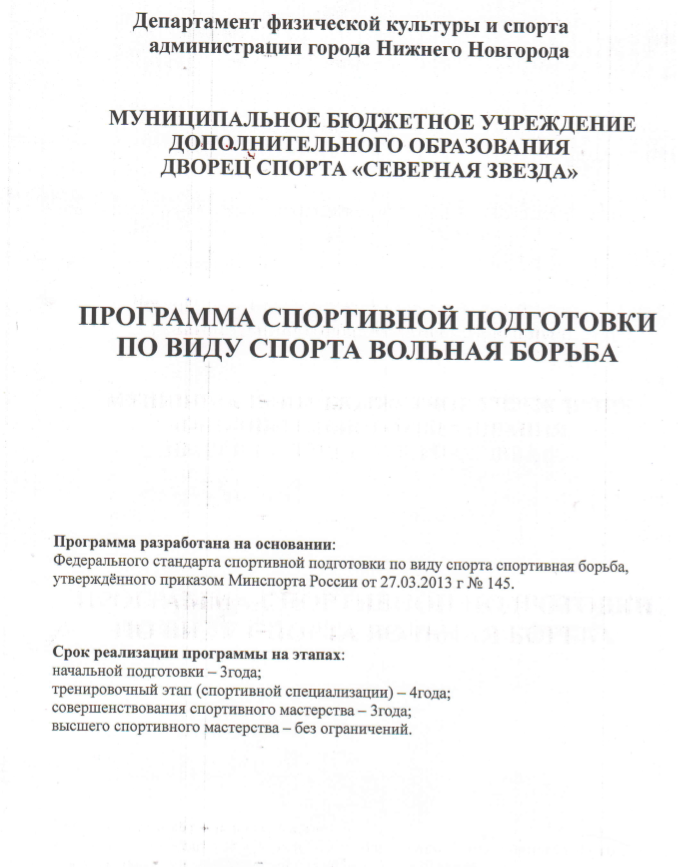 Департамент физической культуры и спорта
администрации города Нижнего Новгорода
МУНИЦИПАЛЬНОЕ БЮДЖЕТНОЕ УЧРЕЖДЕНИЕ
ДОПОЛНИТЕЛЬНОГО ОБРАЗОВАНИЯ
ДВОРЕЦ СПОРТА «СЕВЕРНАЯ ЗВЕЗДА»
ПРОГРАММА СПОРТИВНОЙ ПОДГОТОВКИ
ПО ВИДУ СПОРТА ВОЛЬНАЯ БОРЬБА
Программа разработана на основании:
Федерального стандарта спортивной подготовки по виду спорта спортивная борьба,
утверждённого приказом Минспорта России от 27.03.2013 г № 145.
Срок реализации программы на этапах:
начальной подготовки – 3года;
тренировочный этап (спортивной специализации) – 4года;
совершенствования спортивного мастерства – 3года;
высшего спортивного мастерства – без ограничений.